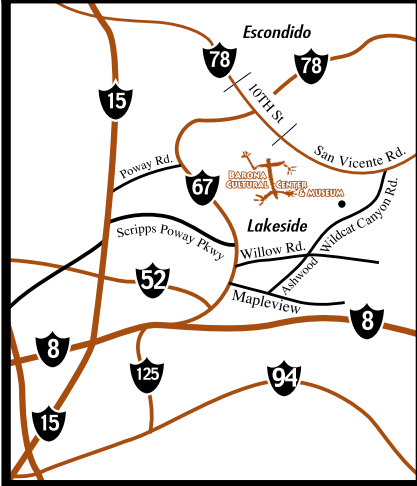 Escondido
78
78
10TH St
15
San Vicente Rd.
Poway Rd.
BARONA
CULTURAL CENTER
& MUSEUM
67
Wildcat Canyon Rd.
Lakeside
Scripps Poway Pkwy
Willow Rd.
Ashwood
52
Mapleview
8
8
125
94
15